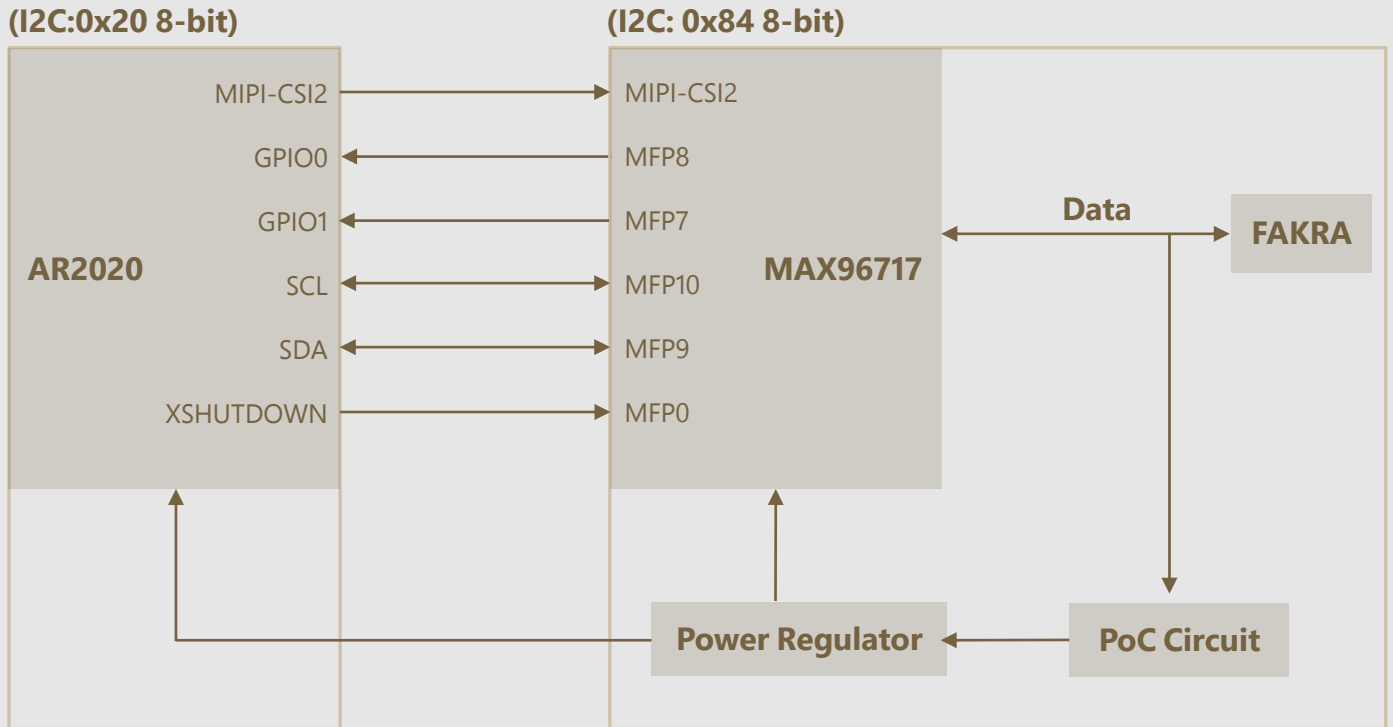 (I2C:0x20 8-bit)
(I2C: 0x84 8-bit)
MIPI-CSI2
MIPI-CSI2
GPIO0
MFP8
GPIO1
MFP7
Data
FAKRA
AR2020
MAX96717
SCL
MFP10
SDA
MFP9
XSHUTDOWN
MFP0
Power Regulator
PoC Circuit